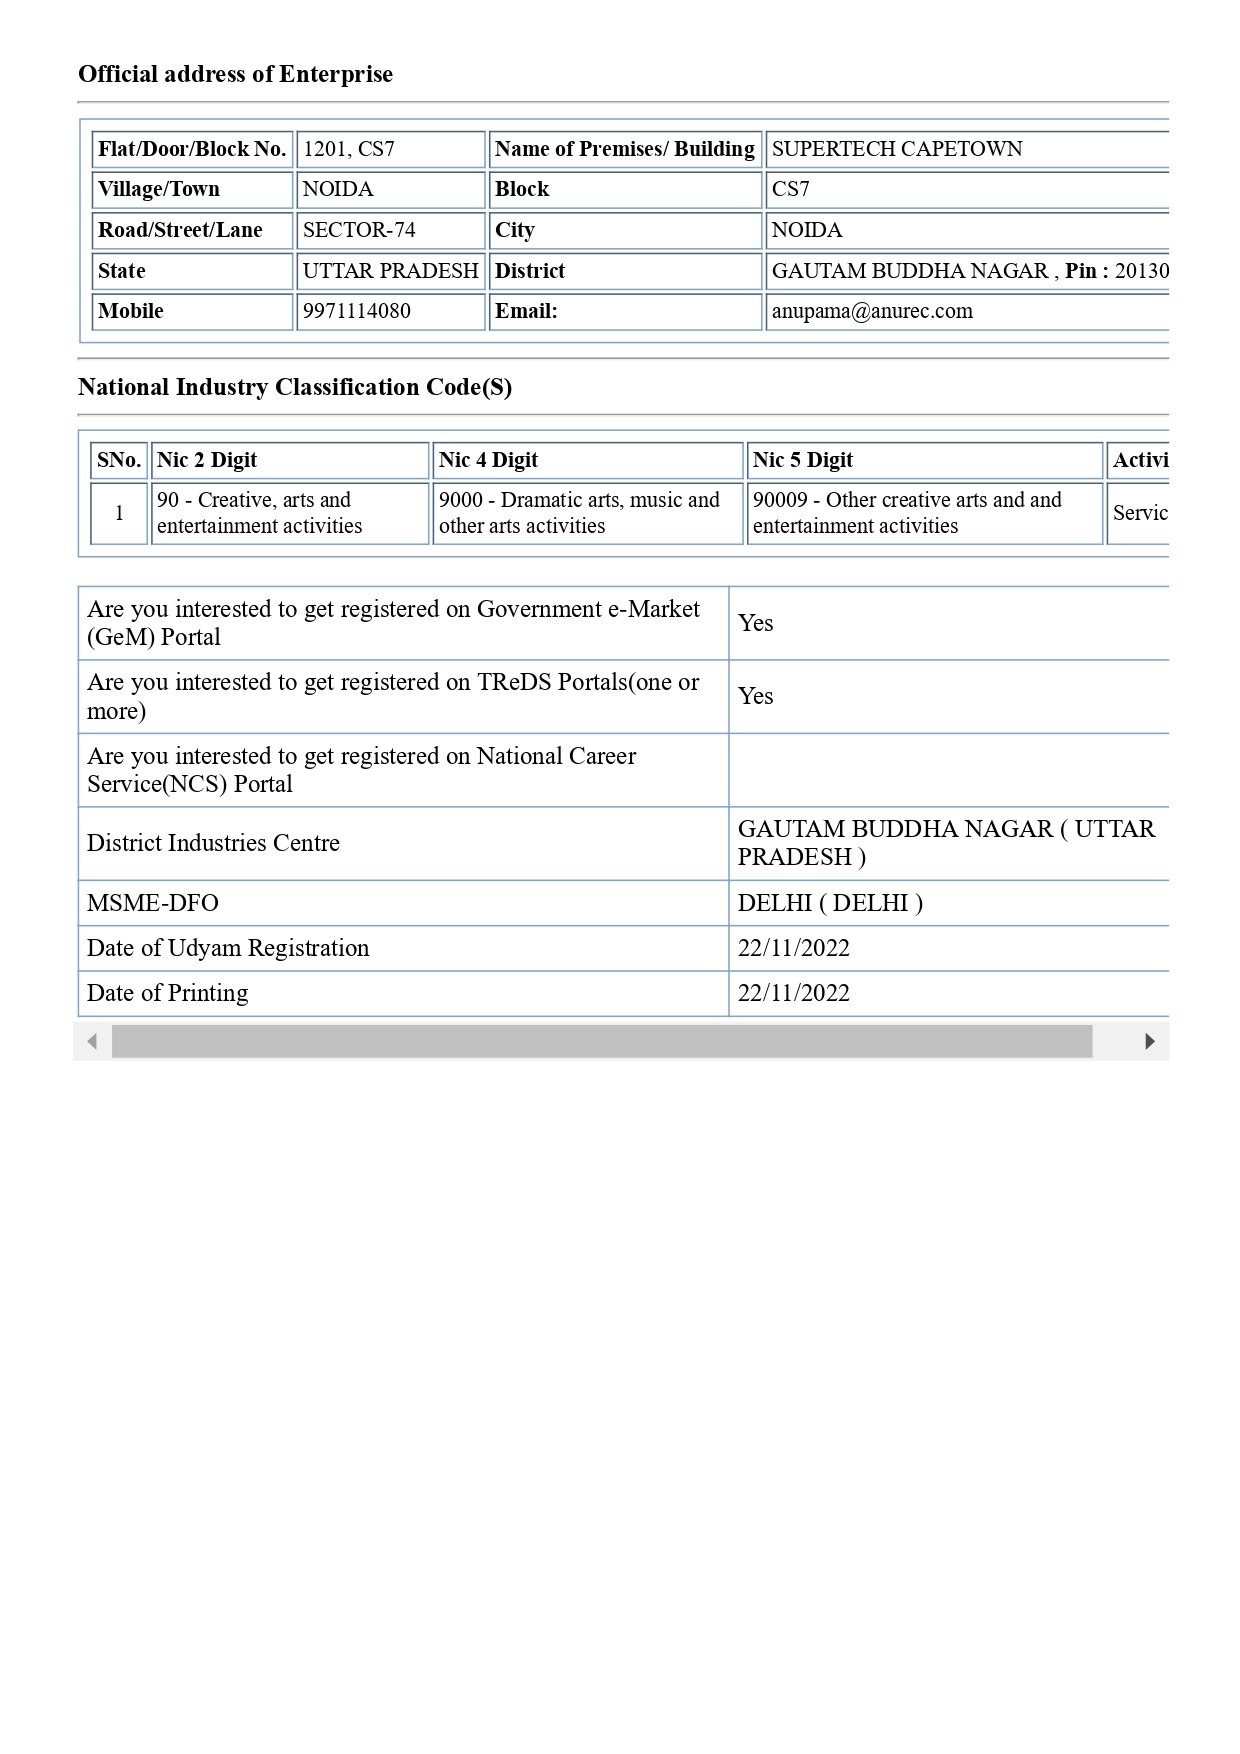 Official address of Enterprise
Flat/Door/Block No. 1201, CS7 Name of Premises/ Building SUPERTECH CAPETOWN
Village/Town NOIDA Block CS7
Road/Street/Lane SECTOR-74 City NOIDA
State UTTAR PRADESH District GAUTAM BUDDHA NAGAR , Pin : 20130
Mobile 9971114080 Email: anupama@anurec.com
National Industry Classification Code(S)
SNo. Nic 2 Digit Nic 4 Digit Nic 5 Digit Activi
1 90 - Creative, arts and entertainment activities 9000 - Dramatic arts, music and other arts activities 90009 - Other creative arts and and entertainment activities Servic
Are you interested to get registered on Government e-Market
(GeM) Portal
Yes
Are you interested to get registered on TReDS Portals(one or
more)
Yes
Are you interested to get registered on National Career
Service(NCS) Portal
District Industries Centre
GAUTAM BUDDHA NAGAR ( UTTAR
PRADESH )
MSME-DFO DELHI ( DELHI )
Date of Udyam Registration 22/11/2022
Date of Printing 22/11/2022